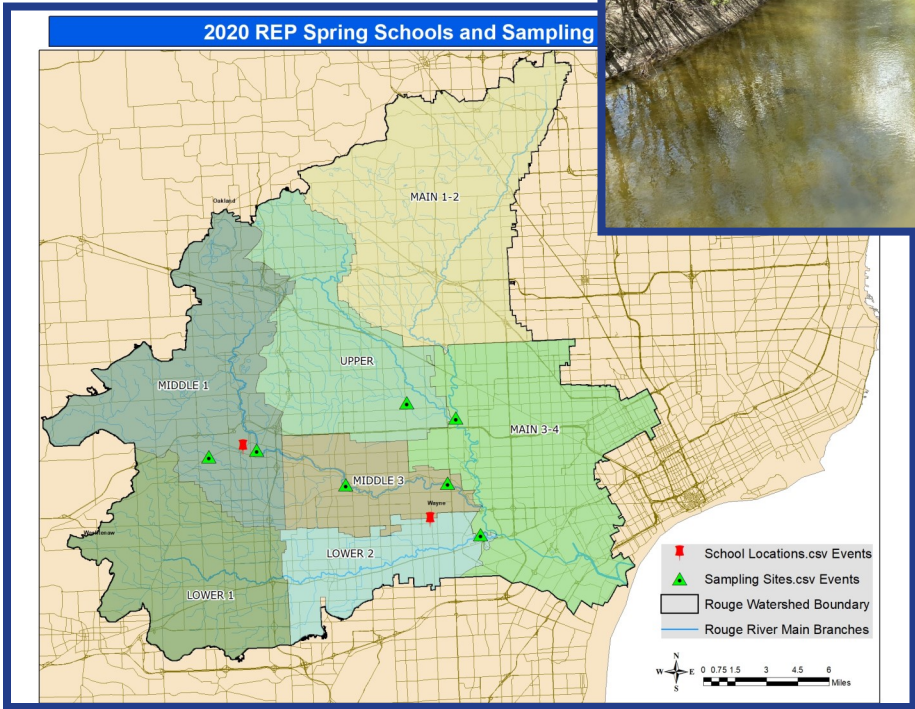 2020 REP Spring Schools and Sampling
MAIN 1-2
Oakland
UPPER
MIDDLE 1
MAIN 3-4
MIDDLE 3
Wayne
Washtenaw
LOWER 2
LOWER 1
School Locations.csv Events
Sampling Sites.csv Events
Rouge Watershed Boundary
Rouge River Main Branches
N
W E
S
0 0.75 1.5 3 4.5 6
Miles